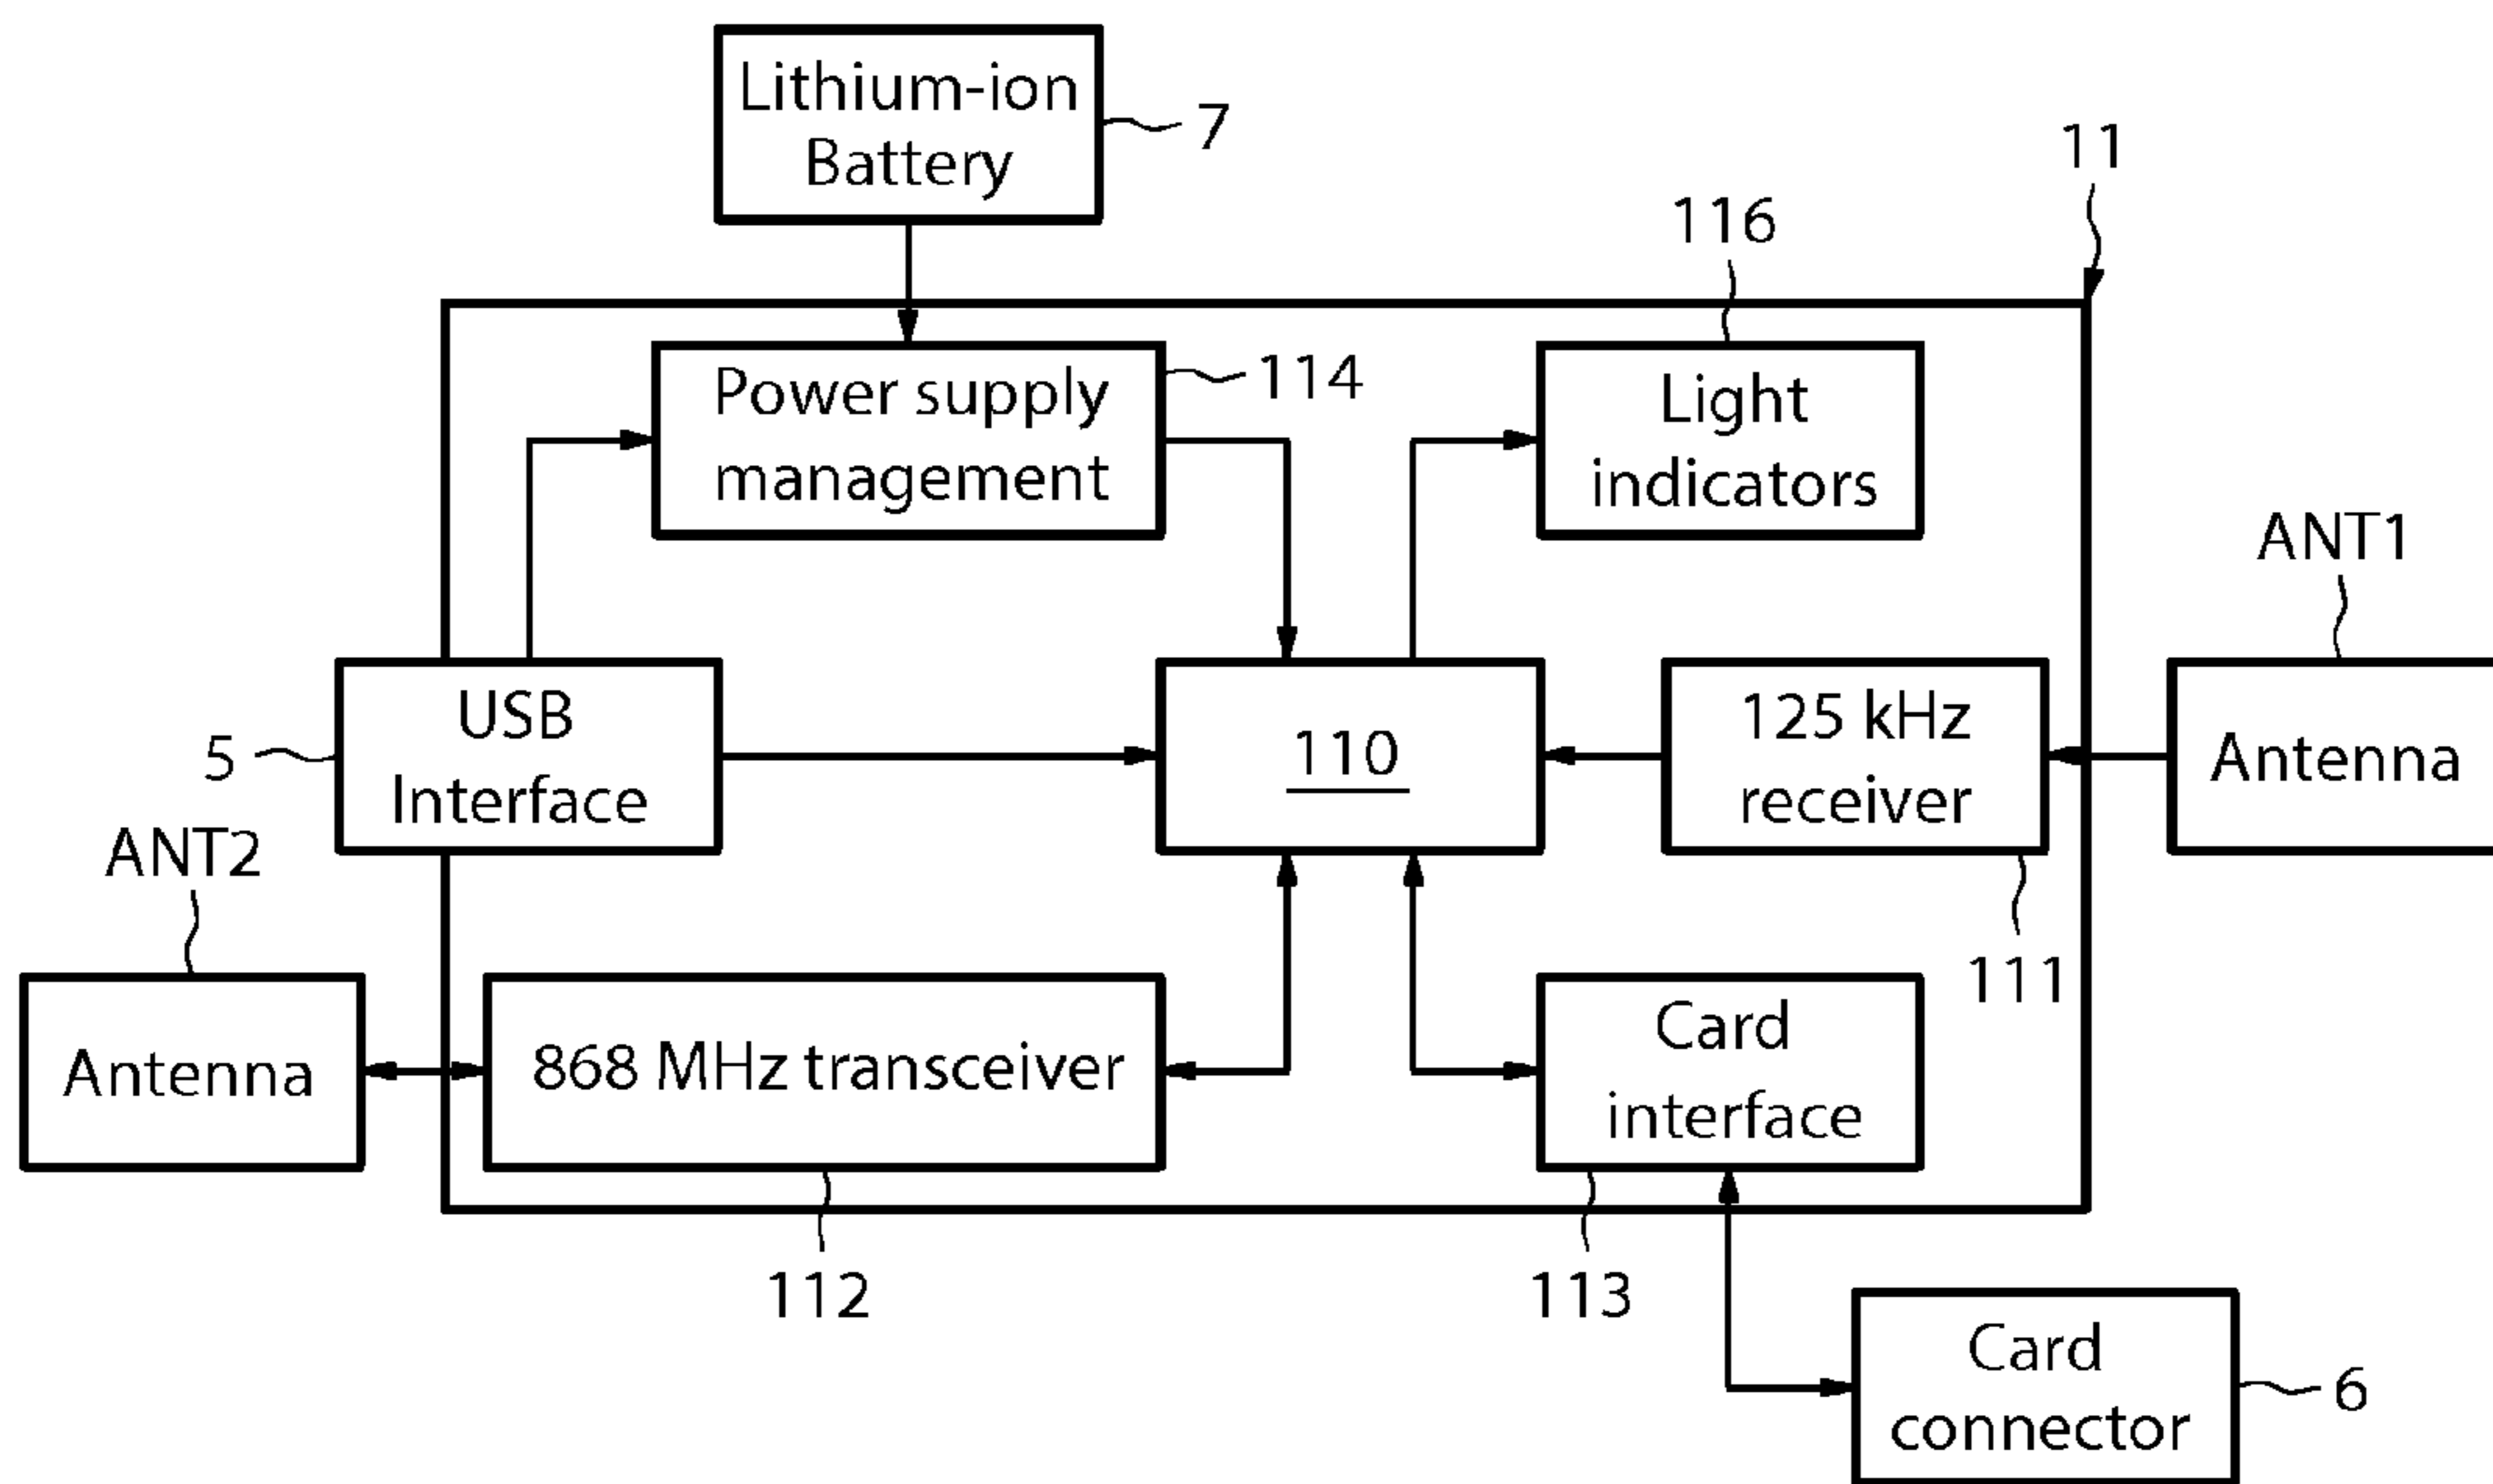 Lithium-ion
Battery
7
11
116
Power supply
management
114
Light
indicators
ANT1
USB
Interface
5
110
125 kHz
receiver
Antenna
ANT2
111
Antenna
868 MHz transceiver
Card
interface
112
113
Card
connector
6